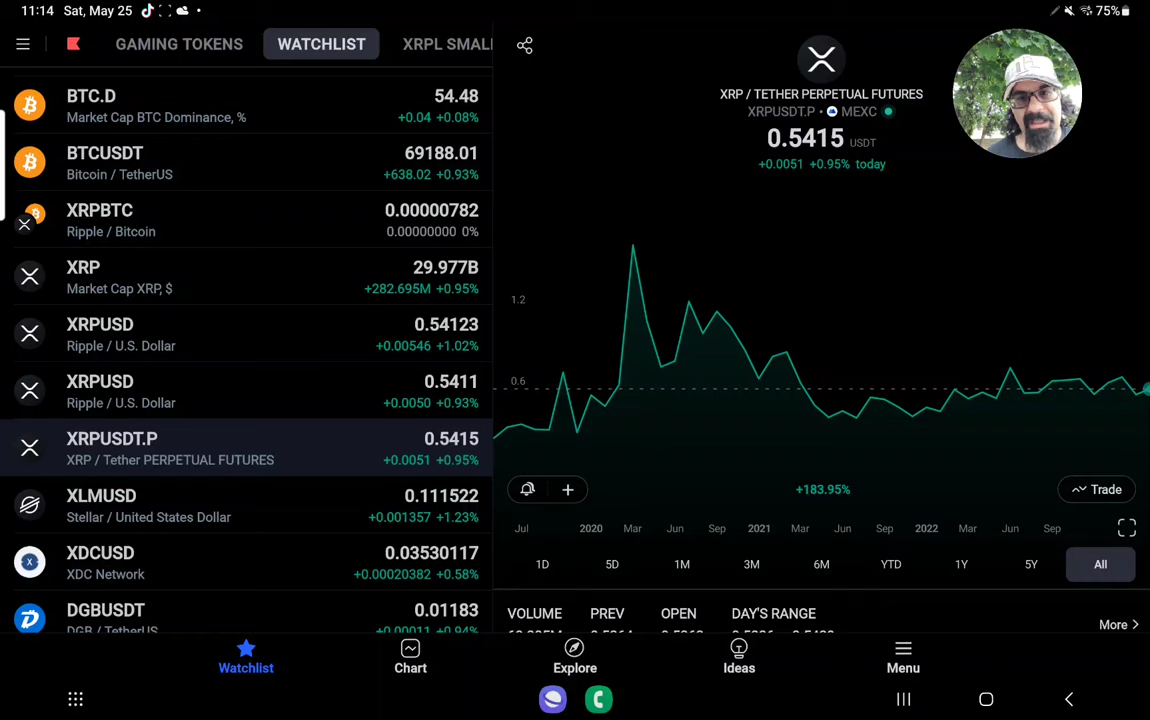 11:14 Sat, May 25
75%
GAMING TOKENS WATCHLIST XRPL SMAL
BTC.D 54.48
Market Cap BTC Dominance, % +0.04 +0.08%
BTCUSDT 69188.01
Bitcoin / TetherUS +638.02 +0.93%
XRPBTC 0.00000782
Ripple / Bitcoin 0.00000000 0%
XRP 29.977B
Market Cap XRP, $ +282.695M +0.95%
XRPUSD 0.54123
Ripple / U.S. Dollar +0.00546 +1.02%
XRPUSD 0.5411
Ripple / U.S. Dollar +0.0050 +0.93%
XRPUSDT.P 0.5415
XRP / Tether PERPETUAL FUTURES +0.0051 +0.95%
XLMUSD 0.111522
Stellar / United States Dollar +0.001357 +1.23%
XDCUSD 0.03530117
XDC Network +0.00020382 +0.58%
DGBUSDT 0.01183
DGB / TetherUS +0.00011 +0.94%
XRP / TETHER PERPETUAL FUTURES
XRPUSDT.P • MEXC
0.5415 USDT
+0.0051 +0.95% today
1.2
0.6
+183.95%
Trade
Jul 2020 Mar Jun Sep 2021 Mar Jun Sep 2022 Mar Jun Sep
1D 5D 1M 3M 6M YTD 1Y 5Y All
VOLUME PREV OPEN DAY'S RANGE
More >
Watchlist Chart Explore Ideas Menu